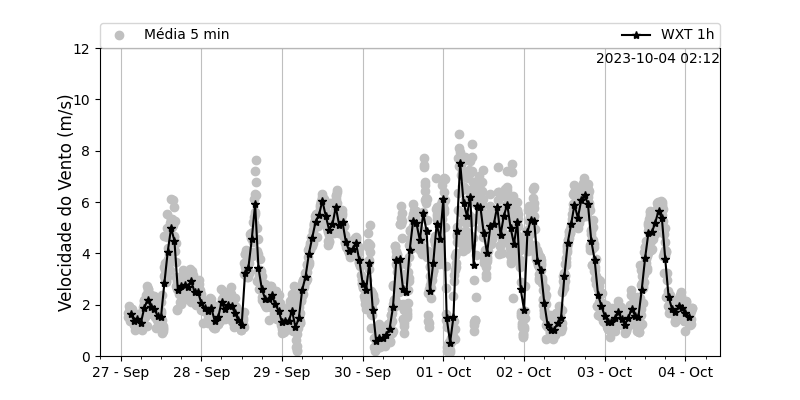 Média 5 min
WXT 1h
2023-10-04 02:12
Velocidade do Vento (m/s)
12
10
8
6
4
2
0
27 - Sep
28 - Sep
29 - Sep
30 - Sep
01 - Oct
02 - Oct
03 - Oct
04 - Oct